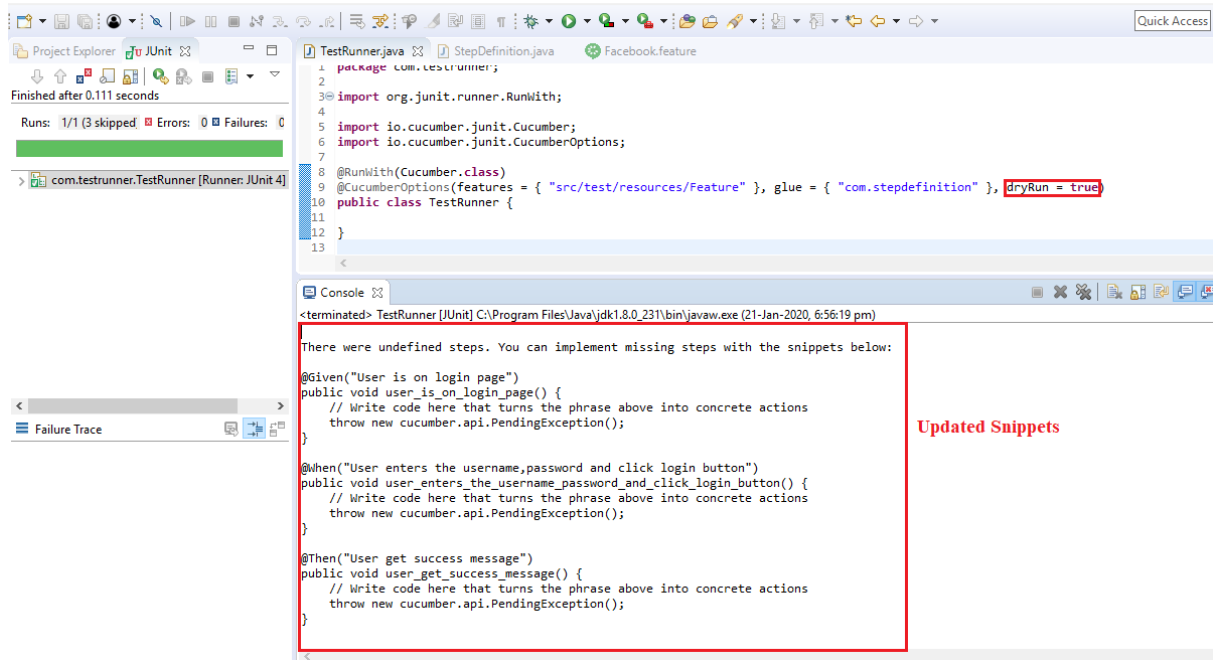 Quick Access
Project Explorer JUnit
Finished after 0.111 seconds
Runs: 1/1 (3 skipped) Errors: 0 Failures: 0
com.testrunner.TestRunner [Runner: JUnit 4]
Failure Trace
TestRunner.java StepDefinition.java Facebook.feature
1 package com.testrunner;
2
3 import org.junit.runner.RunWith;
4
5 import io.cucumber.junit.Cucumber;
6 import io.cucumber.junit.CucumberOptions;
7
8 @RunWith(Cucumber.class)
9 @CucumberOptions(features = { "src/test/resources/Feature" }, glue = { "com.stepdefinition" }, dryRun = true)
10 public class TestRunner {
11
12 }
13
Console
<terminated> TestRunner [JUnit] C:\Program Files\Java\jdk1.8.0_231\bin\javaw.exe (21-Jan-2020, 6:56:19 pm)
There were undefined steps. You can implement missing steps with the snippets below:
@Given("User is on login page")
public void user_is_on_login_page() {
// Write code here that turns the phrase above into concrete actions
throw new cucumber.api.PendingException();
}
@When("User enters the username,password and click login button")
public void user_enters_the_username_password_and_click_login_button() {
// Write code here that turns the phrase above into concrete actions
throw new cucumber.api.PendingException();
}
@Then("User get success message")
public void user_get_success_message() {
// Write code here that turns the phrase above into concrete actions
throw new cucumber.api.PendingException();
}
Updated Snippets